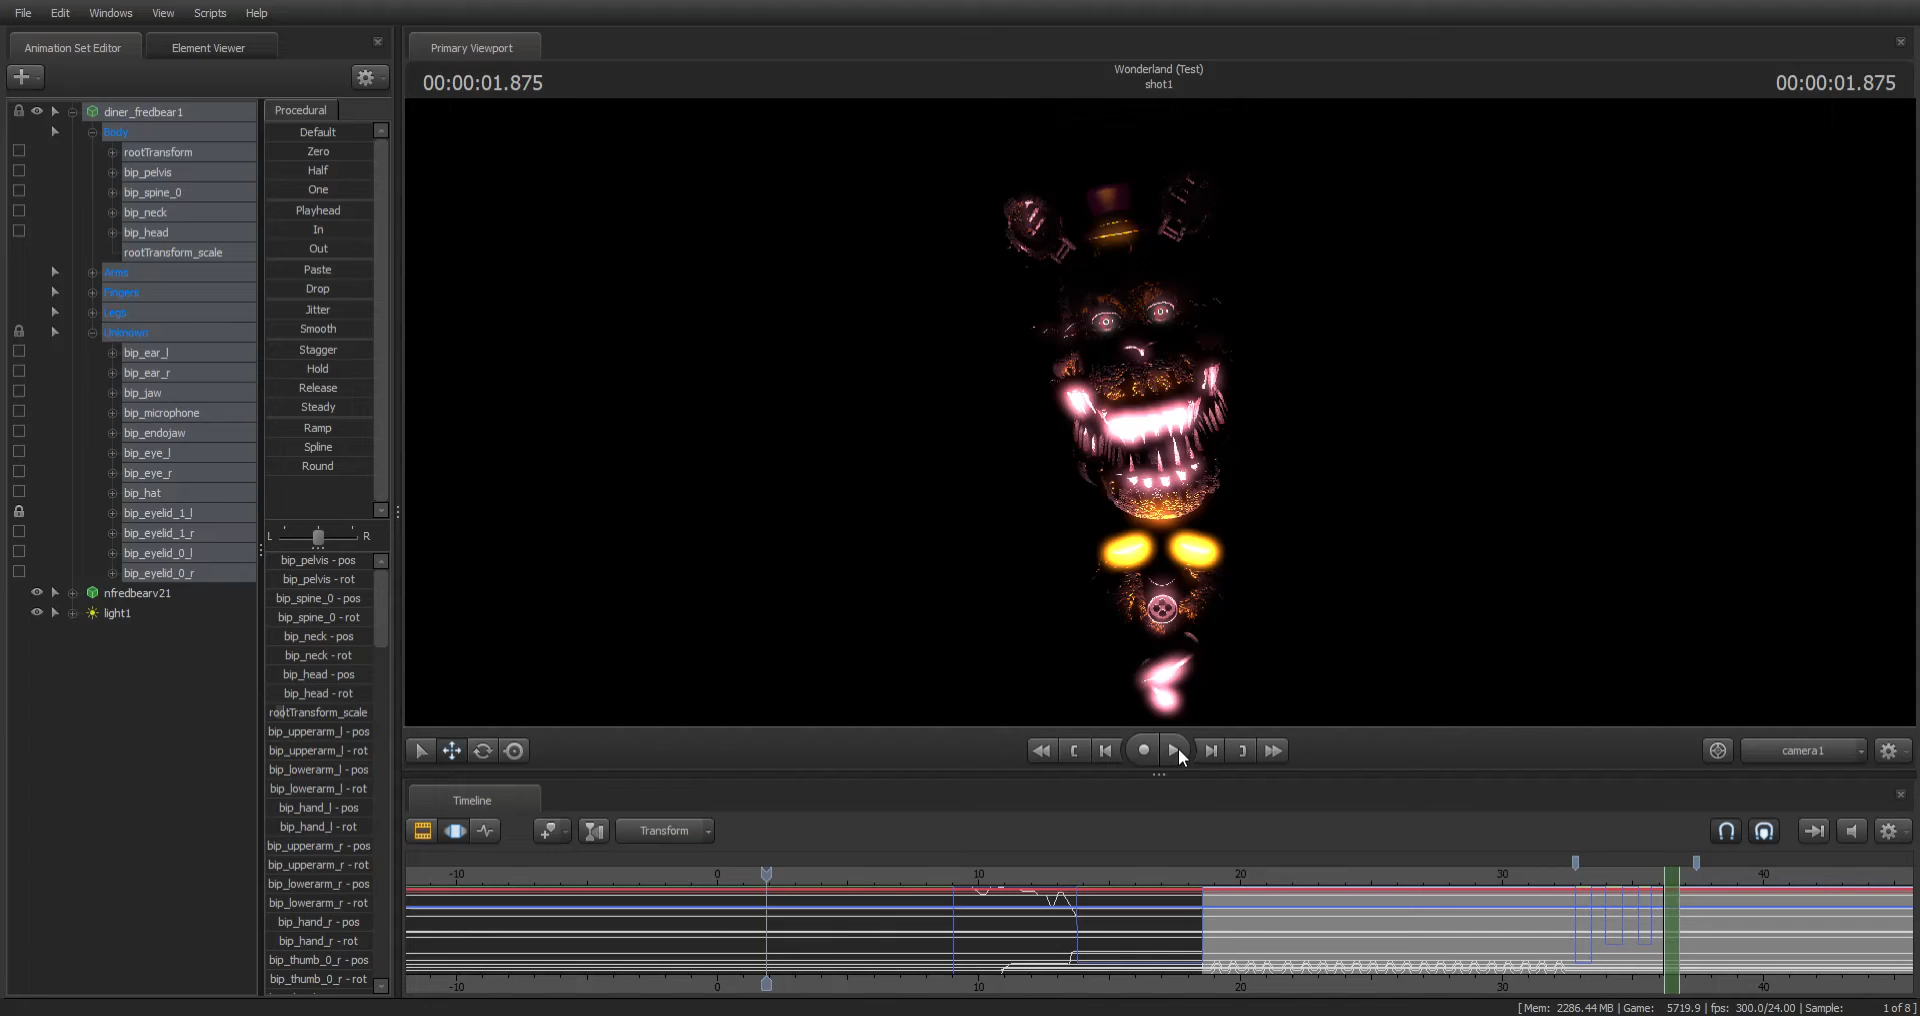 File Edit Windows View Scripts Help
Animation Set Editor Element Viewer
Primary Viewport
00:00:01.875
Wonderland (Test)
shot1
00:00:01.875
diner_fredbear1
Body
rootTransform
bip_pelvis
bip_spine_0
bip_neck
bip_head
rootTransform_scale
Arms
Fingers
Legs
Unknown
bip_ear_l
bip_ear_r
bip_jaw
bip_microphone
bip_endojaw
bip_eye_l
bip_eye_r
bip_hat
bip_eyelid_1_l
bip_eyelid_1_r
bip_eyelid_0_l
bip_eyelid_0_r
nfredbearv21
light1
Procedural
Default
Zero
Half
One
Playhead
In
Out
Paste
Drop
Jitter
Smooth
Stagger
Hold
Release
Steady
Ramp
Spline
Round
L R
bip_pelvis - pos
bip_pelvis - rot
bip_spine_0 - pos
bip_spine_0 - rot
bip_neck - pos
bip_neck - rot
bip_head - pos
bip_head - rot
rootTransform_scale
bip_upperarm_l - pos
bip_upperarm_l - rot
bip_lowerarm_l - pos
bip_lowerarm_l - rot
bip_hand_l - pos
bip_hand_l - rot
bip_upperarm_r - pos
bip_upperarm_r - rot
bip_lowerarm_r - pos
bip_lowerarm_r - rot
bip_hand_r - pos
bip_hand_r - rot
bip_thumb_0_r - pos
bip_thumb_0_r - rot
camera1
Timeline
Transform
-10 0 10 20 30 40
-10 0 10 20 30 40
[ Mem: 2286.44 MB | Game: 5719.9 | fps: 300.0/24.00 | Sample: 1 of 8 ]